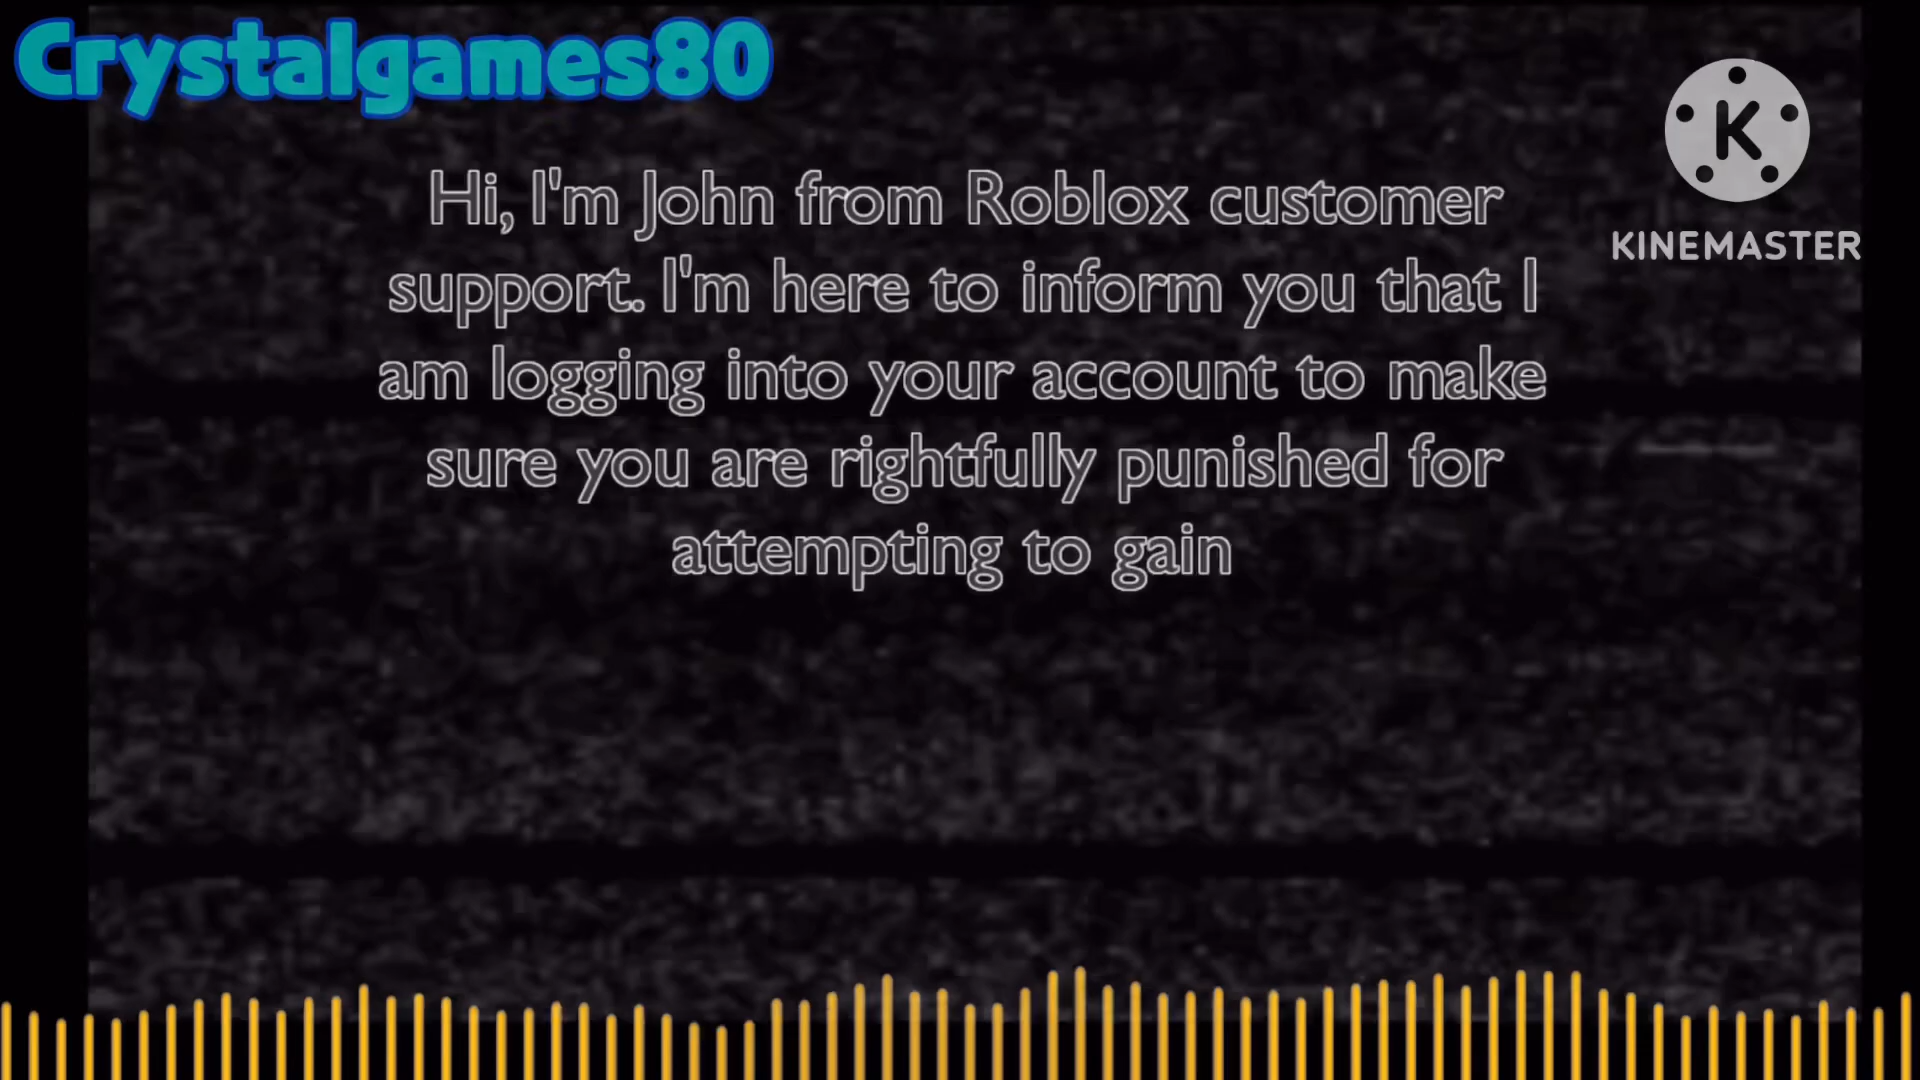 Crystalgames80
K
KINEMASTER
Hi, I'm John from Roblox customer
support. I'm here to inform you that I
am logging into your account to make
sure you are rightfully punished for
attempting to gain